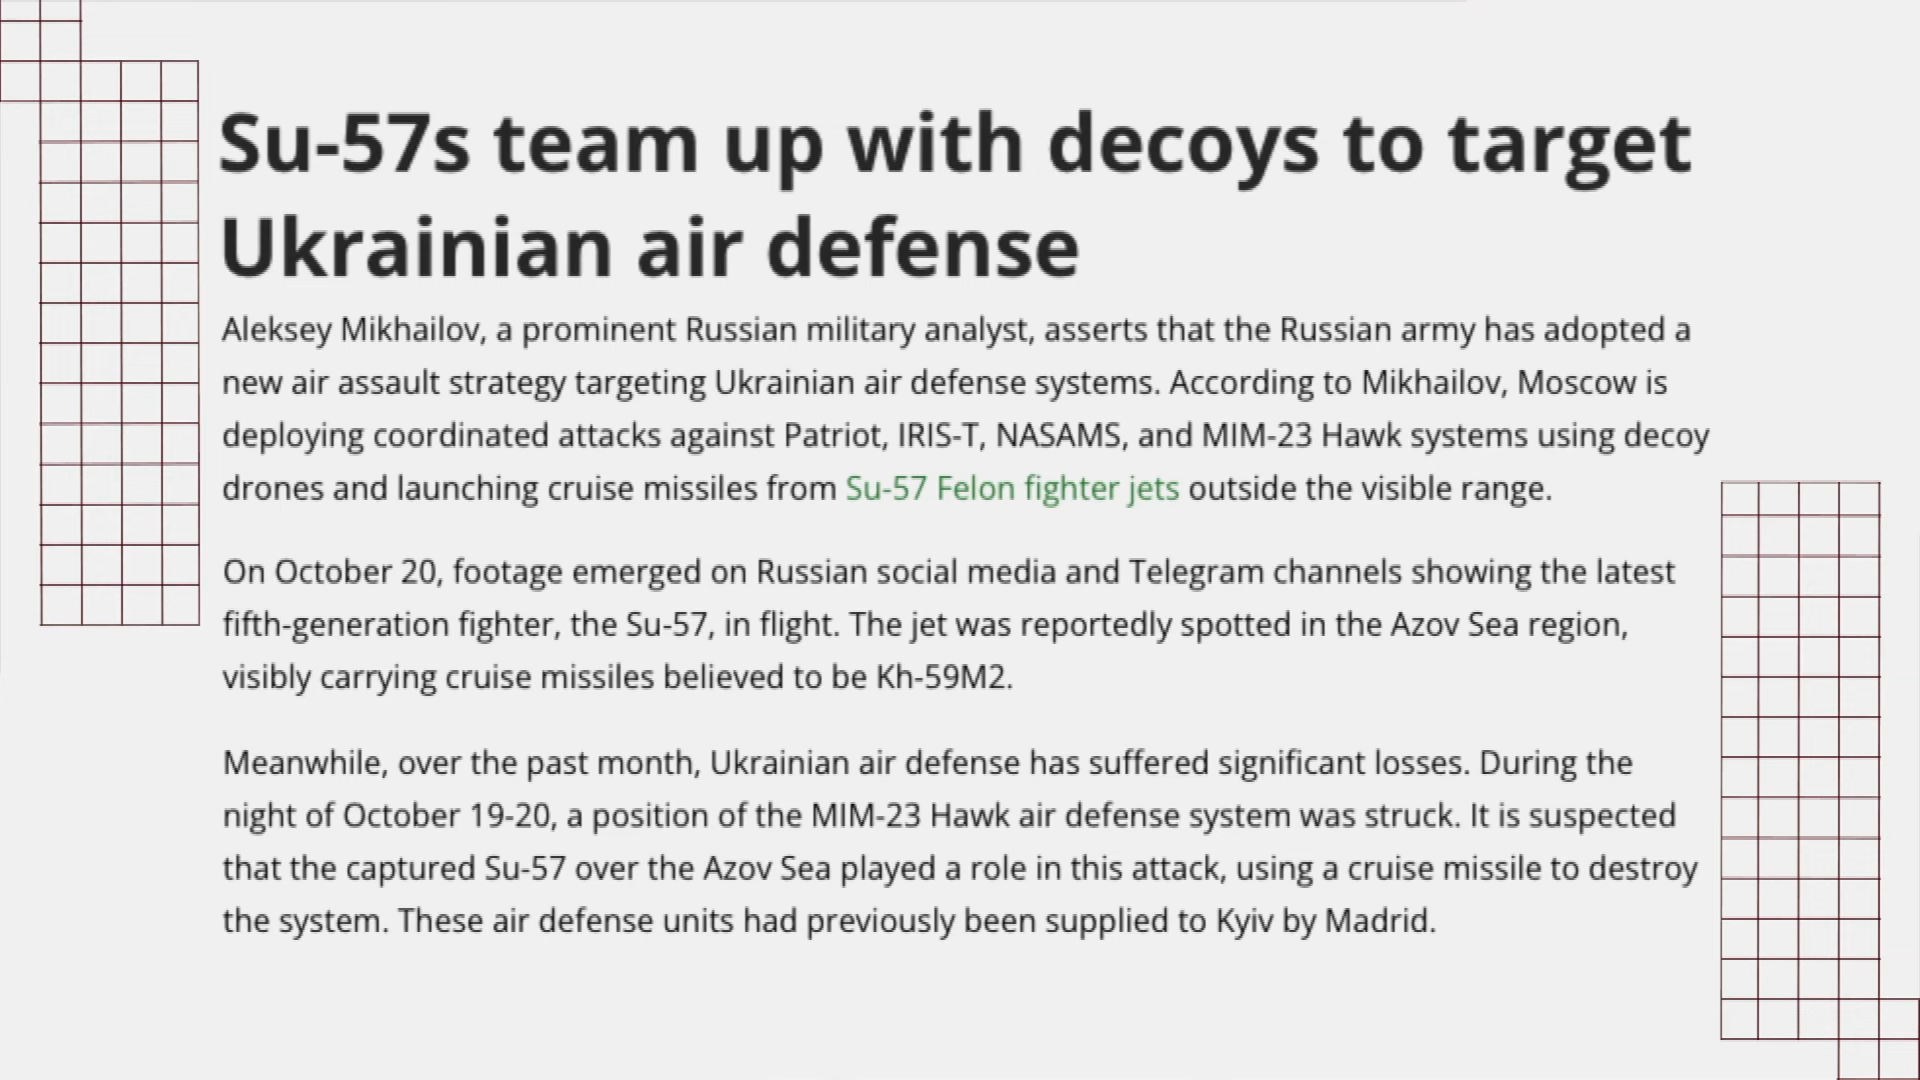 Su-57s team up with decoys to target
Ukrainian air defense
Aleksey Mikhailov, a prominent Russian military analyst, asserts that the Russian army has adopted a
new air assault strategy targeting Ukrainian air defense systems. According to Mikhailov, Moscow is
deploying coordinated attacks against Patriot, IRIS-T, NASAMS, and MIM-23 Hawk systems using decoy
drones and launching cruise missiles from Su-57 Felon fighter jets outside the visible range.
On October 20, footage emerged on Russian social media and Telegram channels showing the latest
fifth-generation fighter, the Su-57, in flight. The jet was reportedly spotted in the Azov Sea region,
visibly carrying cruise missiles believed to be Kh-59M2.
Meanwhile, over the past month, Ukrainian air defense has suffered significant losses. During the
night of October 19-20, a position of the MIM-23 Hawk air defense system was struck. It is suspected
that the captured Su-57 over the Azov Sea played a role in this attack, using a cruise missile to destroy
the system. These air defense units had previously been supplied to Kyiv by Madrid.